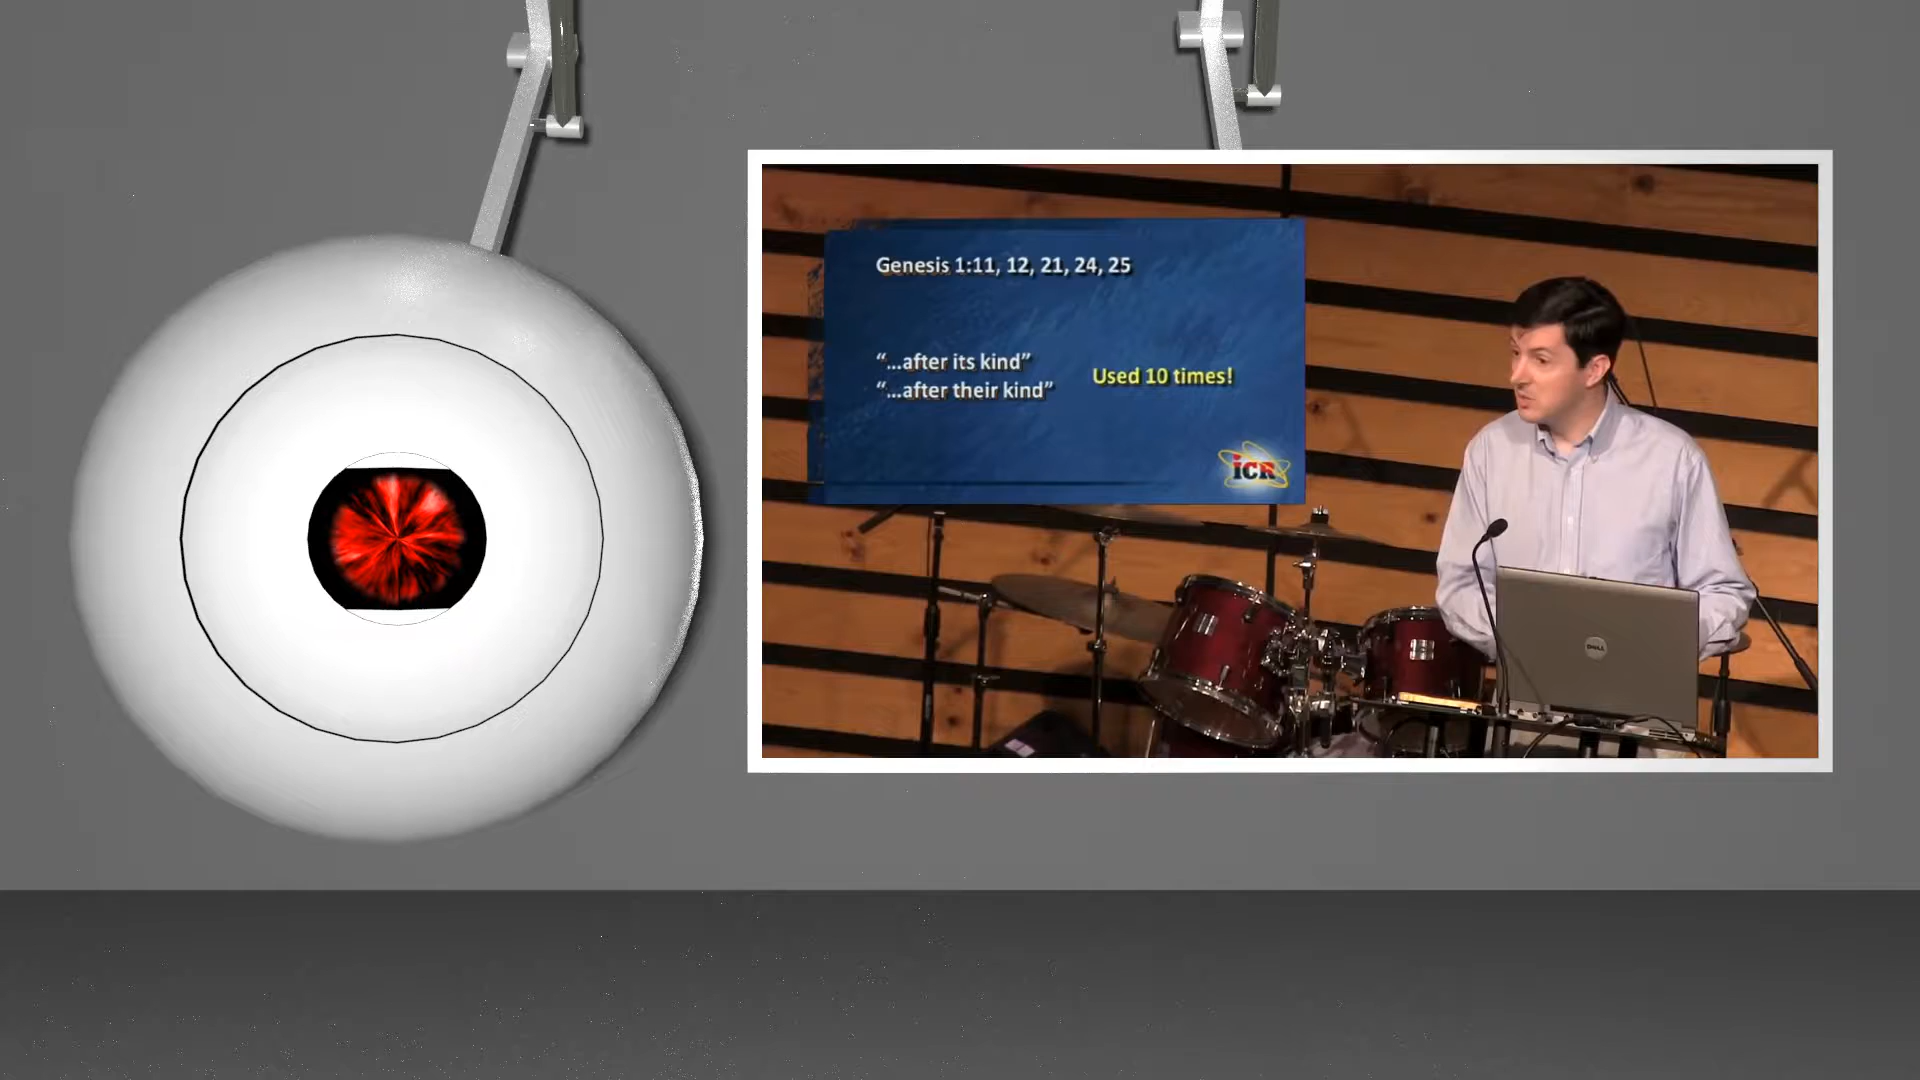 Genesis 1:11, 12, 21, 24, 25
“...after its kind”
“...after their kind”
Used 10 times!
iCR
DELL